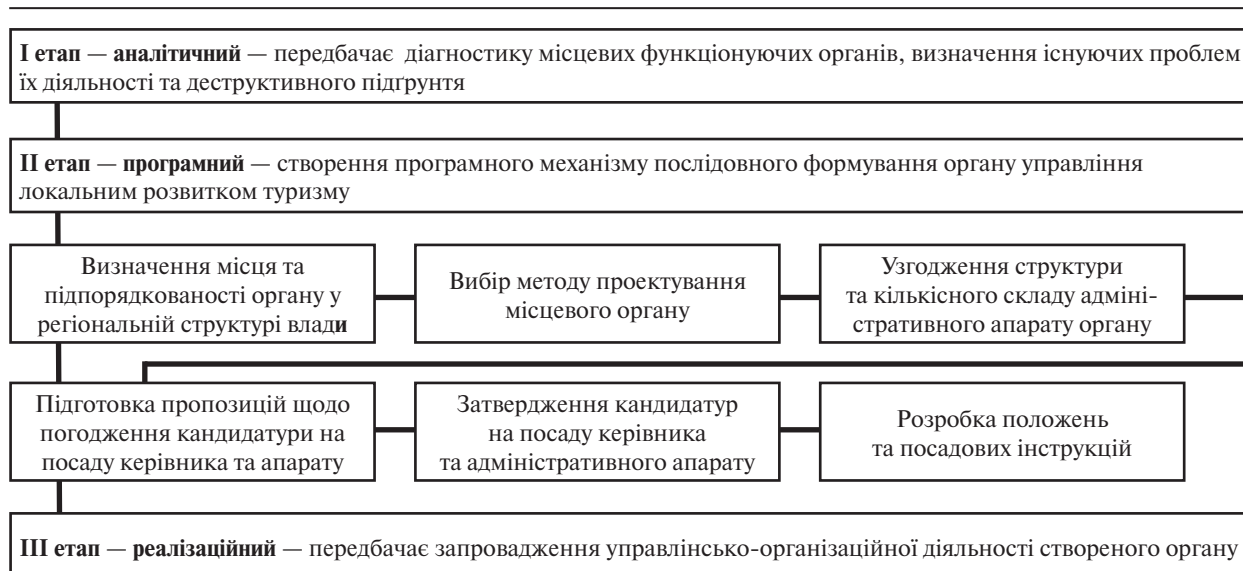 І етап — аналітичний — передбачає діагностику місцевих функціонуючих органів, визначення існуючих проблем
їх діяльності та деструктивного підґрунтя
ІІ етап — програмний — створення програмного механізму послідовного формування органу управління
локальним розвитком туризму
Визначення місця та
підпорядкованості органу у
регіональній структурі влади
Вибір методу проектування
місцевого органу
Узгодження структури
та кількісного складу адміні-
стративного апарату органу
Підготовка пропозицій щодо
погодження кандидатури на
посаду керівника та апарату
Затвердження кандидатур
на посаду керівника
та адміністративного апарату
Розробка положень
та посадових інструкцій
ІІІ етап — реалізаційний — передбачає запровадження управлінсько-організаційної діяльності створеного органу